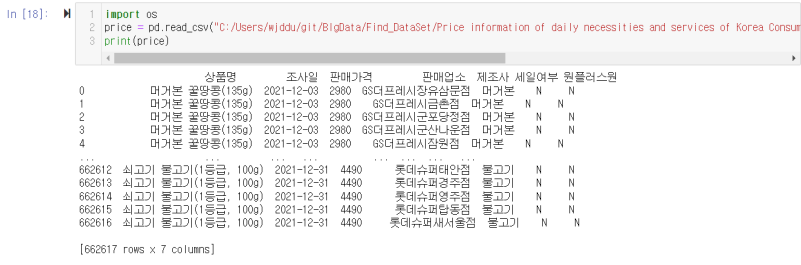 In [18]:
1 import os
2 price = pd.read_csv("C:/Users/wjddu/git/BigData/Find_DataSet/Price information of daily necessities and services of Korea Consum
3 print(price)
상품명 조사일 판매가격 판매업소 제조사 세일여부 원플러스원
0 머거본 꿀땅콩(135g) 2021-12-03 2980 GS더프레시장유삼문점 머거본 N N
1 머거본 꿀땅콩(135g) 2021-12-03 2980 GS더프레시금촌점 머거본 N N
2 머거본 꿀땅콩(135g) 2021-12-03 2980 GS더프레시군포당정점 머거본 N N
3 머거본 꿀땅콩(135g) 2021-12-03 2980 GS더프레시군산나운점 머거본 N N
4 머거본 꿀땅콩(135g) 2021-12-03 2980 GS더프레시잠원점 머거본 N N
... ... ... ... ... ... ... ...
662612 쇠고기 불고기(1등급, 100g) 2021-12-31 4490 롯데슈퍼태안점 불고기 N N
662613 쇠고기 불고기(1등급, 100g) 2021-12-31 4490 롯데슈퍼경주점 불고기 N N
662614 쇠고기 불고기(1등급, 100g) 2021-12-31 4490 롯데슈퍼영주점 불고기 N N
662615 쇠고기 불고기(1등급, 100g) 2021-12-31 4490 롯데슈퍼탑동점 불고기 N N
662616 쇠고기 불고기(1등급, 100g) 2021-12-31 4490 롯데슈퍼새서울점 불고기 N N
[662617 rows x 7 columns]